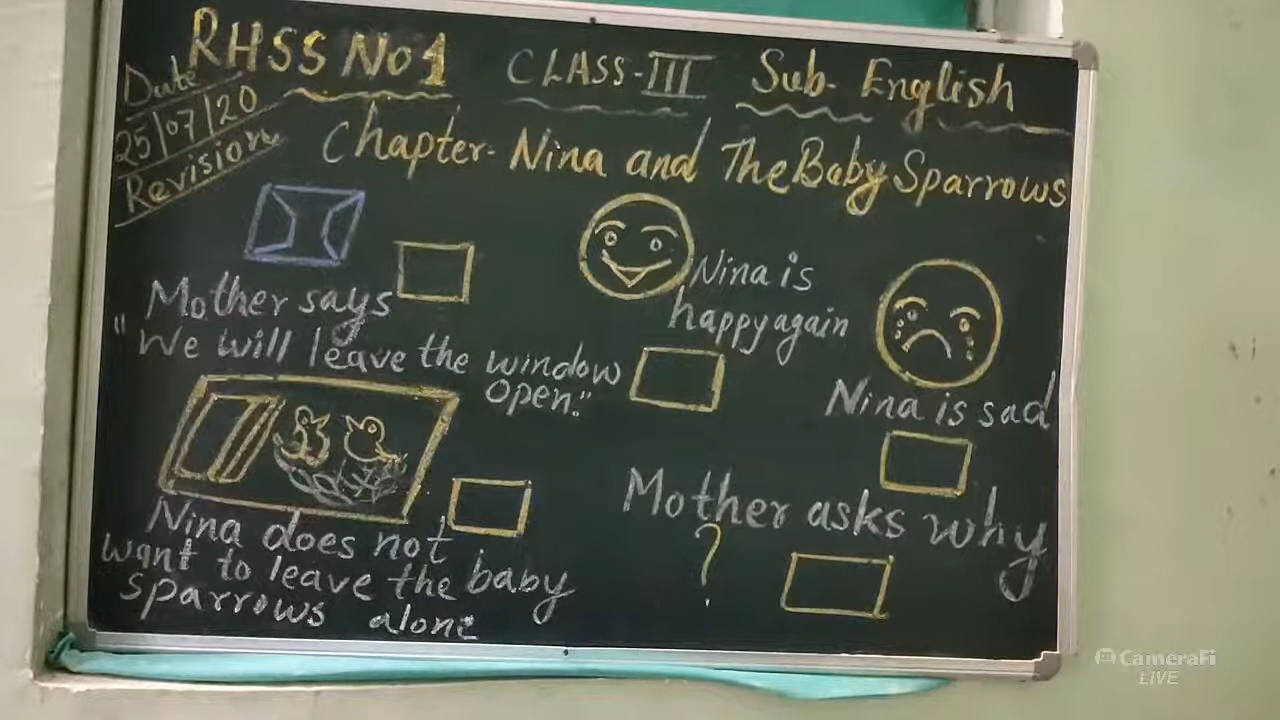 RHSS No 1 CLASS-III Sub- English
Date
25/07/20
Revision
Chapter- Nina and The Baby Sparrows
Mother says
"We will leave the window
open."
Nina is
happy again
Nina is sad
Nina does not
want to leave the baby
sparrows alone
Mother asks why
?
CameraFi
LIVE